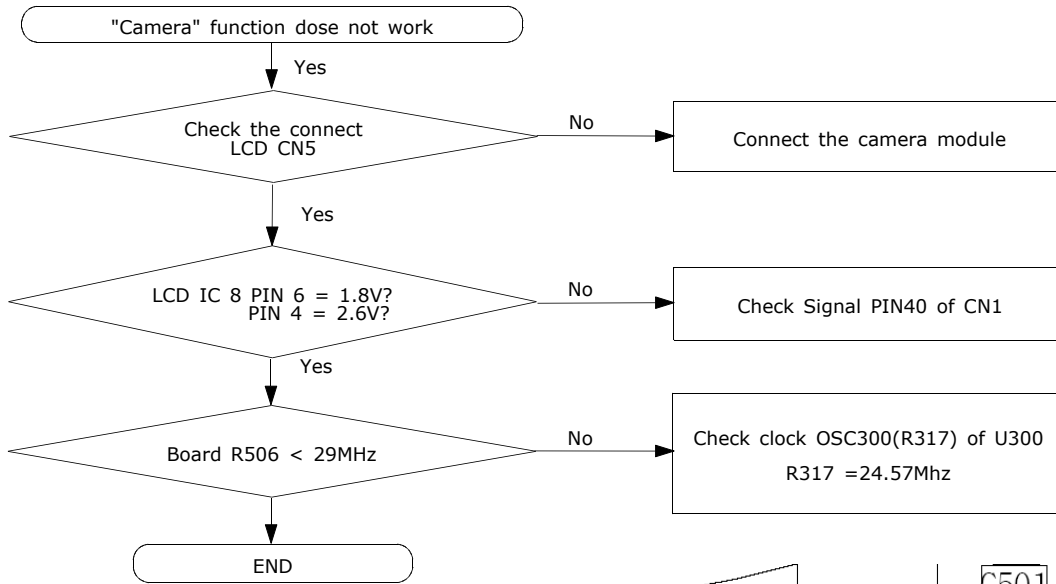 "Camera" function dose not work
Yes
Check the connect
LCD CN5
No
Connect the camera module
Yes
LCD IC 8 PIN 6 = 1.8V?
PIN 4 = 2.6V?
No
Check Signal PIN40 of CN1
Yes
Board R506 < 29MHz
No
Check clock OSC300(R317) of U300
R317 =24.57Mhz
END
C501